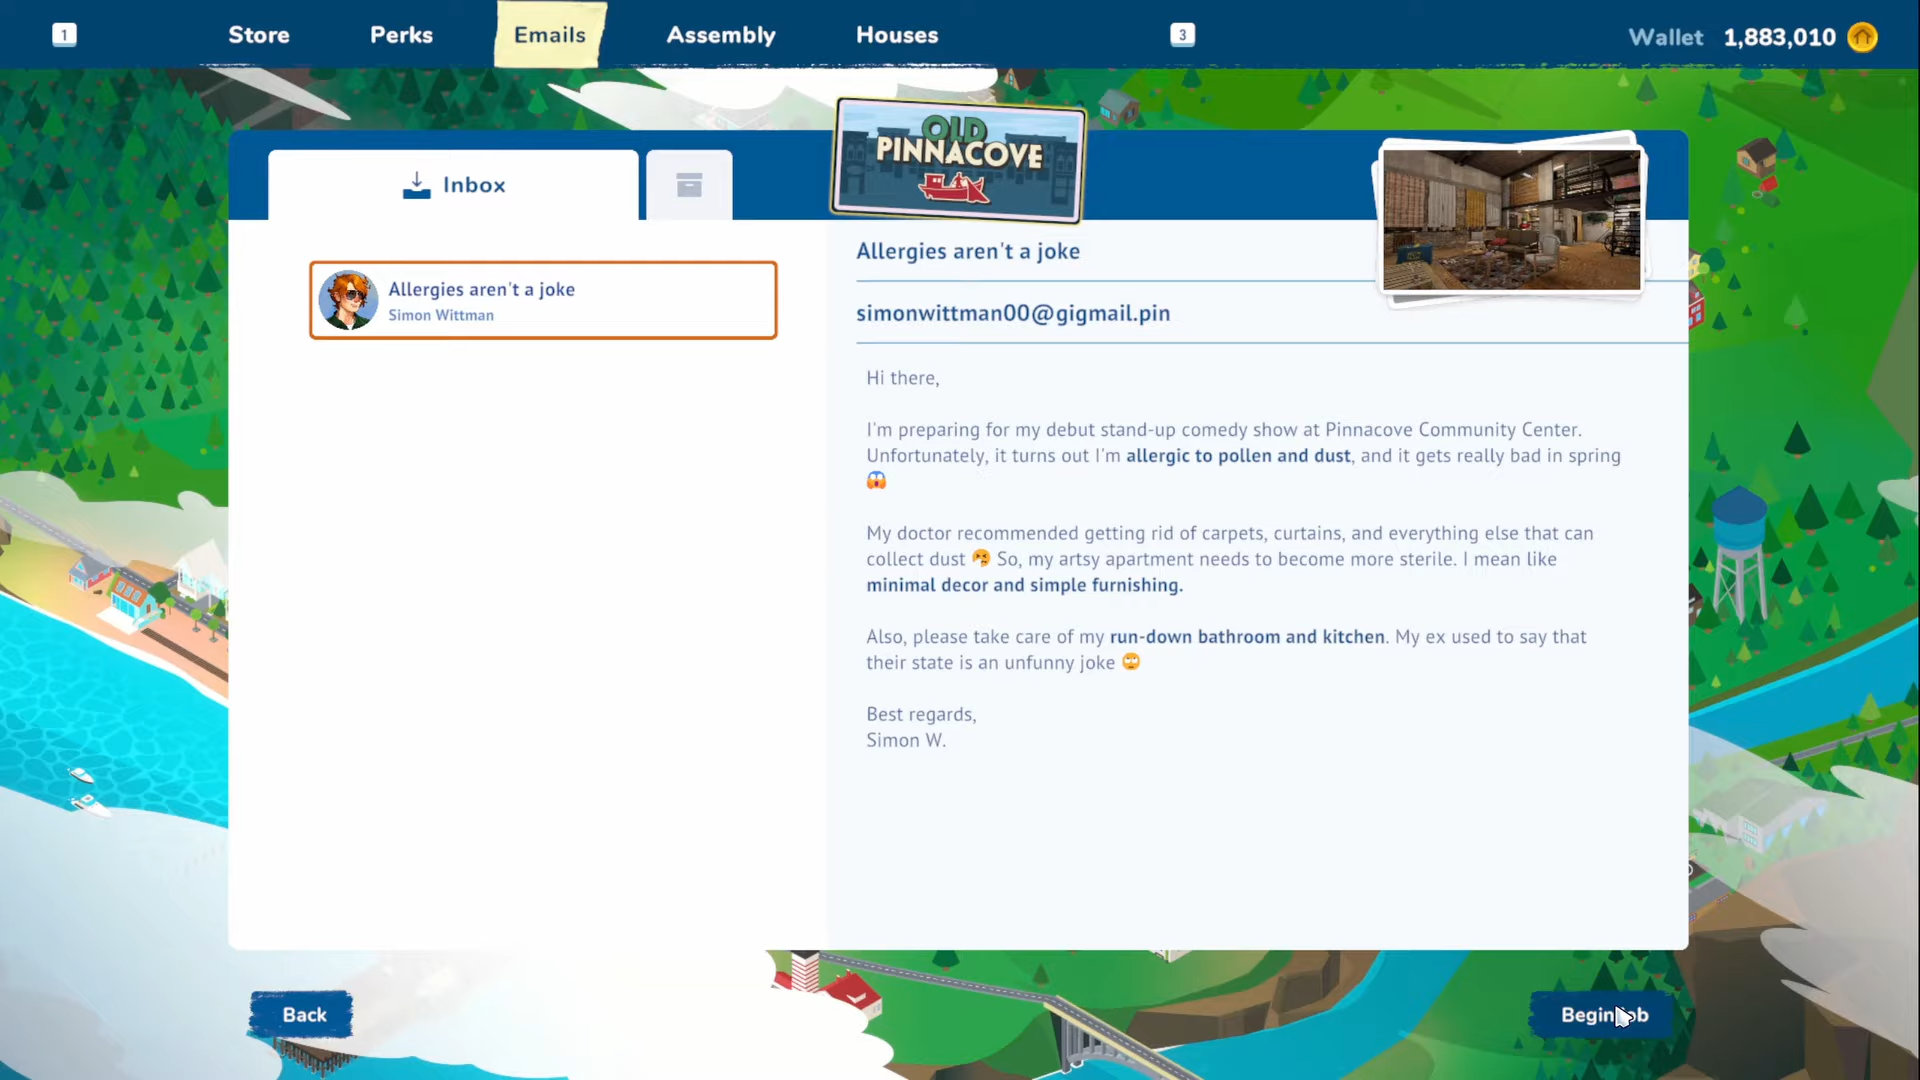 1
Store
Perks
Emails
Assembly
Houses
3
Wallet 1,883,010
OLD
PINNACOVE
Inbox
Allergies aren't a joke
Simon Wittman
Allergies aren't a joke
simonwittman00@gigmail.pin
Hi there,
I'm preparing for my debut stand-up comedy show at Pinnacove Community Center.
Unfortunately, it turns out I'm allergic to pollen and dust, and it gets really bad in spring
😱
My doctor recommended getting rid of carpets, curtains, and everything else that can
collect dust 🤧 So, my artsy apartment needs to become more sterile. I mean like
minimal decor and simple furnishing.
Also, please take care of my run-down bathroom and kitchen. My ex used to say that
their state is an unfunny joke 🙄
Best regards,
Simon W.
Back
Begin Job